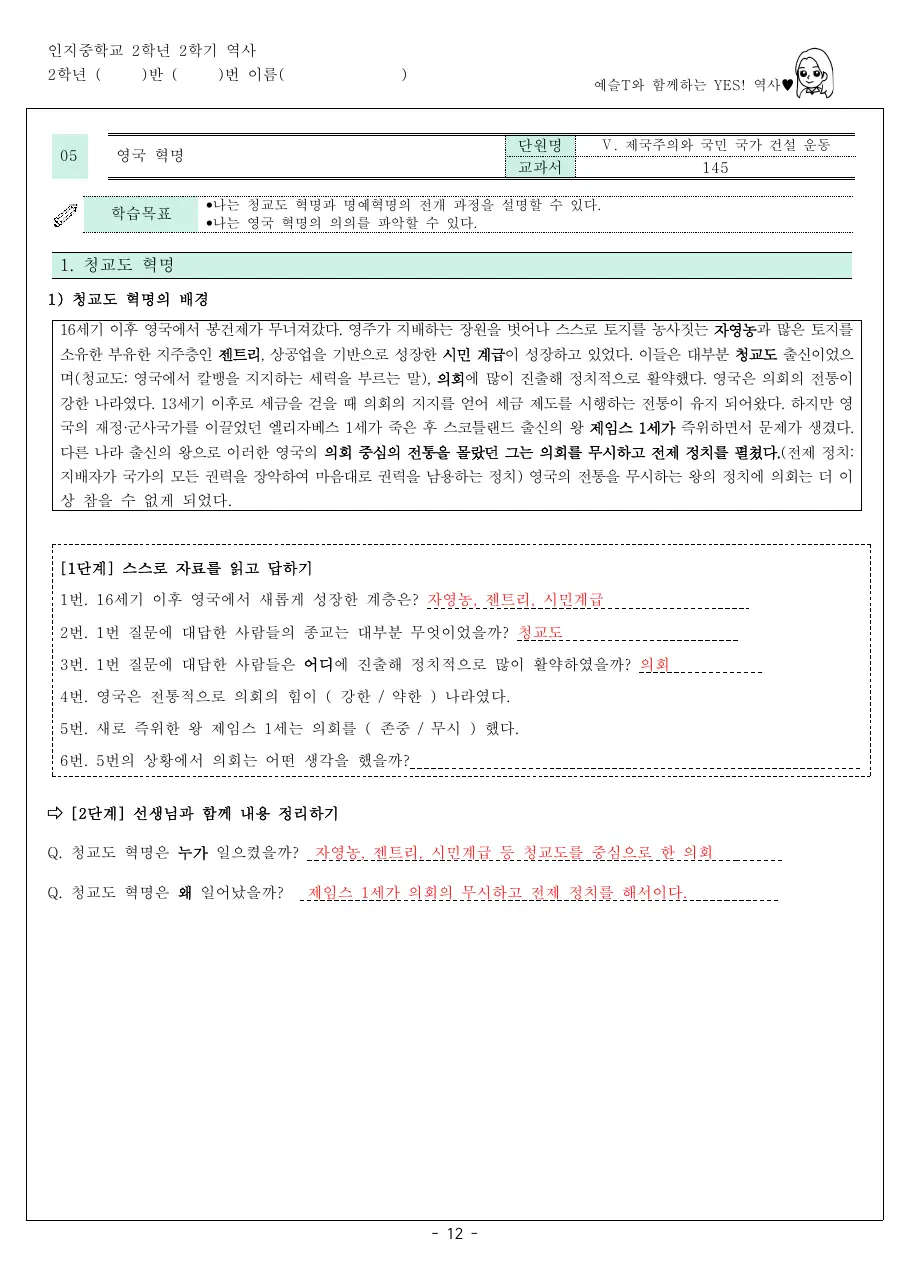 인지중학교 2학년 2학기 역사
2학년 ( )반 ( )번 이름( )
예슬T와 함께하는 YES! 역사♥
05 영국 혁명 단원명 Ⅴ. 제국주의와 국민 국가 건설 운동
교과서 145
학습목표 •나는 청교도 혁명과 명예혁명의 전개 과정을 설명할 수 있다.
•나는 영국 혁명의 의의를 파악할 수 있다.
1. 청교도 혁명
1) 청교도 혁명의 배경
16세기 이후 영국에서 봉건제가 무너져갔다. 영주가 지배하는 장원을 벗어나 스스로 토지를 농사짓는 자영농과 많은 토지를
소유한 부유한 지주층인 젠트리, 상공업을 기반으로 성장한 시민 계급이 성장하고 있었다. 이들은 대부분 청교도 출신이었으
며(청교도: 영국에서 칼뱅을 지지하는 세력을 부르는 말), 의회에 많이 진출해 정치적으로 활약했다. 영국은 의회의 전통이
강한 나라였다. 13세기 이후로 세금을 걷을 때 의회의 지지를 얻어 세금 제도를 시행하는 전통이 유지 되어왔다. 하지만 영
국의 재정·군사국가를 이끌었던 엘리자베스 1세가 죽은 후 스코틀랜드 출신의 왕 제임스 1세가 즉위하면서 문제가 생겼다.
다른 나라 출신의 왕으로 이러한 영국의 의회 중심의 전통을 몰랐던 그는 의회를 무시하고 전제 정치를 펼쳤다.(전제 정치:
지배자가 국가의 모든 권력을 장악하여 마음대로 권력을 남용하는 정치) 영국의 전통을 무시하는 왕의 정치에 의회는 더 이
상 참을 수 없게 되었다.
[1단계] 스스로 자료를 읽고 답하기
1번. 16세기 이후 영국에서 새롭게 성장한 계층은? 자영농, 젠트리, 시민계급
2번. 1번 질문에 대답한 사람들의 종교는 대부분 무엇이었을까? 청교도
3번. 1번 질문에 대답한 사람들은 어디에 진출해 정치적으로 많이 활약하였을까? 의회
4번. 영국은 전통적으로 의회의 힘이 ( 강한 / 약한 ) 나라였다.
5번. 새로 즉위한 왕 제임스 1세는 의회를 ( 존중 / 무시 ) 했다.
6번. 5번의 상황에서 의회는 어떤 생각을 했을까?
⇨ [2단계] 선생님과 함께 내용 정리하기
Q. 청교도 혁명은 누가 일으켰을까? 자영농, 젠트리, 시민계급 등 청교도를 중심으로 한 의회
Q. 청교도 혁명은 왜 일어났을까? 제임스 1세가 의회의 무시하고 전제 정치를 해서이다.
- 12 -